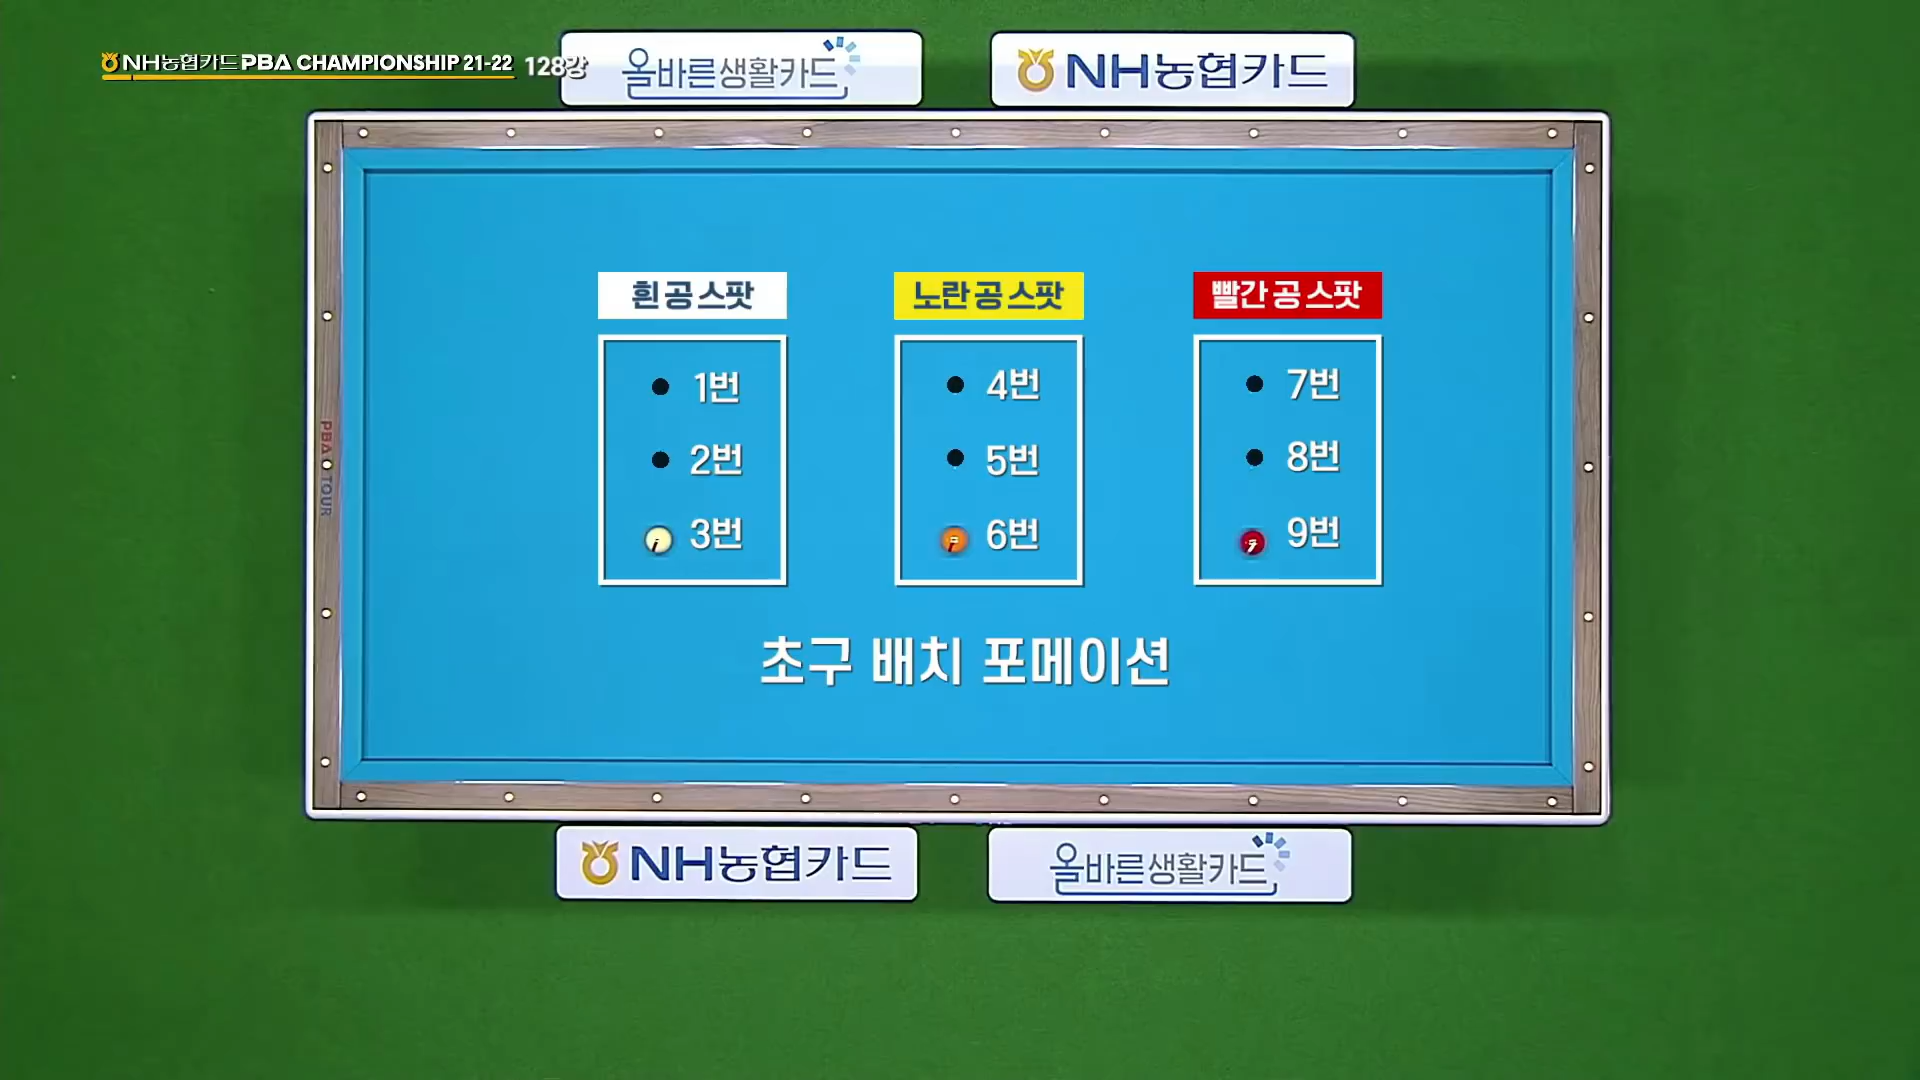 NH농협카드 PBA CHAMPIONSHIP 21-22 128강
올바른생활카드
NH농협카드
흰 공 스팟
노란 공 스팟
빨간 공 스팟
1번
4번
7번
2번
5번
8번
3번
6번
9번
PBA TOUR
초구 배치 포메이션
NH농협카드
올바른생활카드